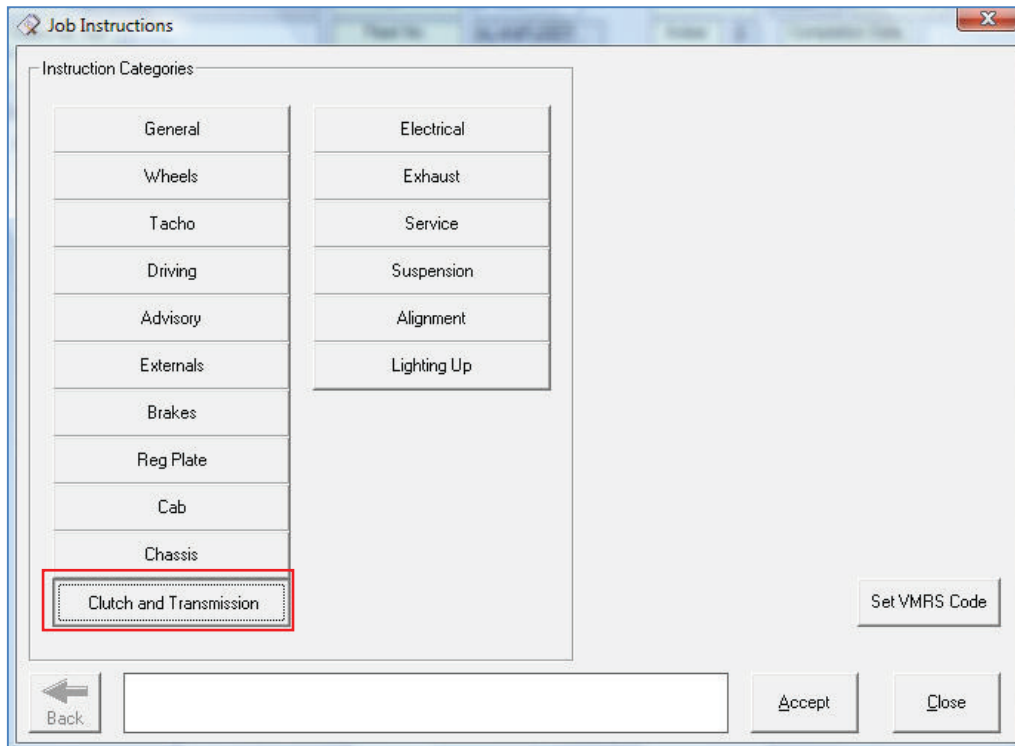 Job Instructions
Instruction Categories
General
Wheels
Tacho
Driving
Advisory
Externals
Brakes
Reg Plate
Cab
Chassis
Clutch and Transmission
Electrical
Exhaust
Service
Suspension
Alignment
Lighting Up
Set VMRS Code
Back
Accept
Close